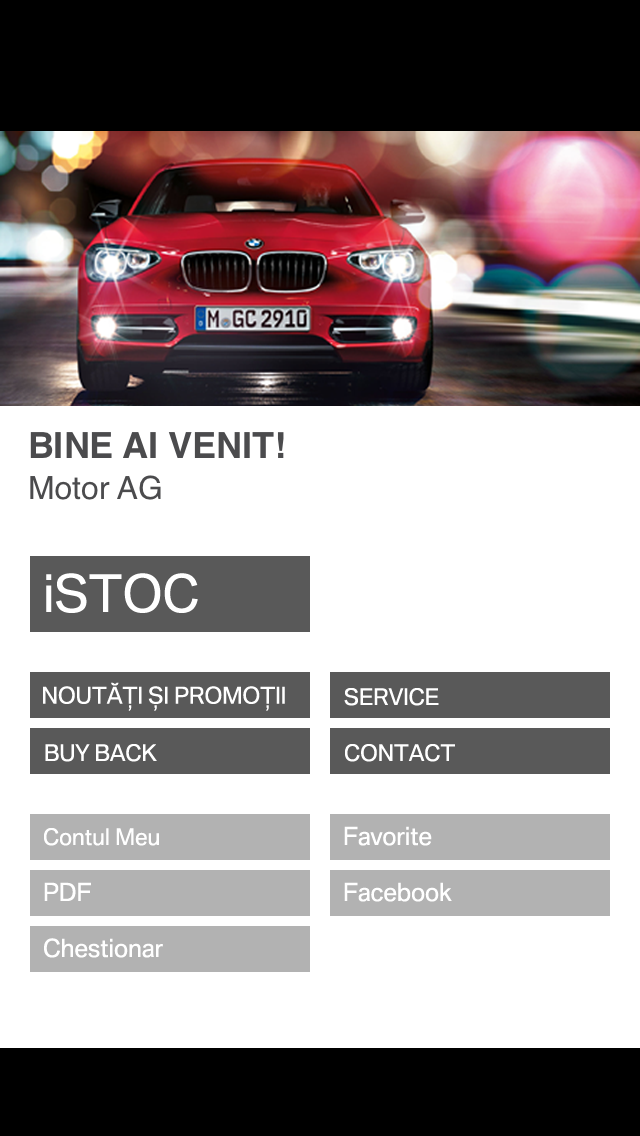 M GC 2910
BINE AI VENIT!
Motor AG
iSTOC
NOUTĂȚI ȘI PROMOȚII
SERVICE
BUY BACK
CONTACT
Contul Meu
Favorite
PDF
Facebook
Chestionar